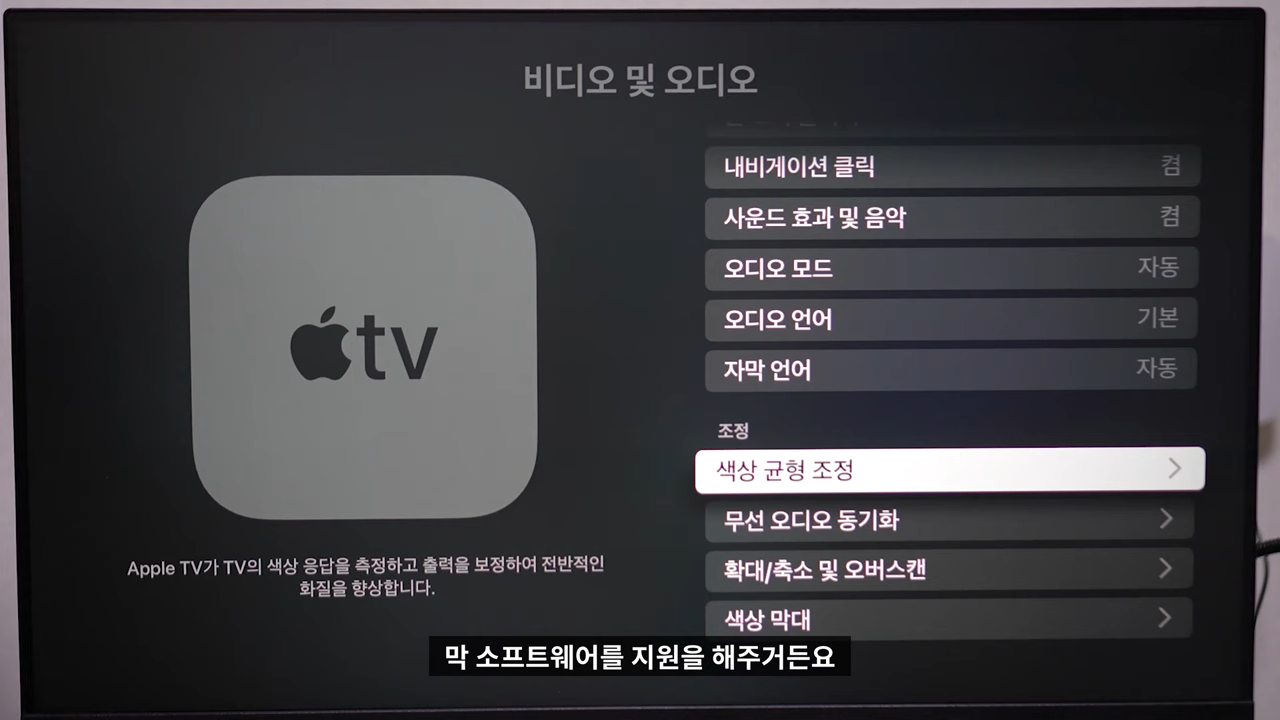 비디오 및 오디오
내비게이션 클릭 켬
사운드 효과 및 음악 켬
오디오 모드 자동
오디오 언어 기본
자막 언어 자동
조정
색상 균형 조정
무선 오디오 동기화
확대/축소 및 오버스캔
색상 막대
tv
Apple TV가 TV의 색상 응답을 측정하고 출력을 보정하여 전반적인
화질을 향상합니다.
막 소프트웨어를 지원을 해주거든요